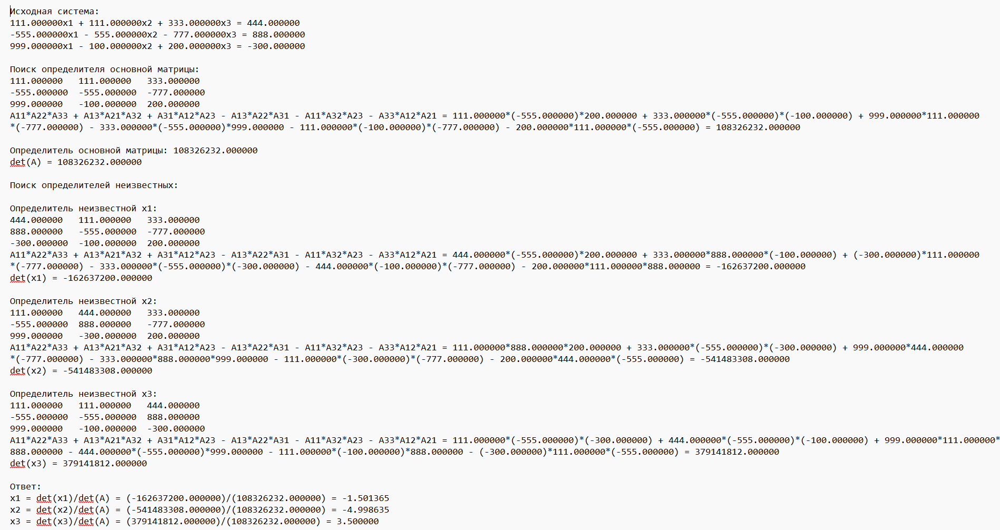 Исходная система:
111.000000x1 + 111.000000x2 + 333.000000x3 = 444.000000
-555.000000x1 - 555.000000x2 - 777.000000x3 = 888.000000
999.000000x1 - 100.000000x2 + 200.000000x3 = -300.000000
Поиск определителя основной матрицы:
111.000000   111.000000   333.000000
-555.000000  -555.000000  -777.000000
999.000000   -100.000000  200.000000
A11*A22*A33 + A13*A21*A32 + A31*A12*A23 - A13*A22*A31 - A11*A32*A23 - A33*A12*A21 = 111.000000*(-555.000000)*200.000000 + 333.000000*(-555.000000)*(-100.000000) + 999.000000*111.000000
*(-777.000000) - 333.000000*(-555.000000)*999.000000 - 111.000000*(-100.000000)*(-777.000000) - 200.000000*111.000000*(-555.000000) = 108326232.000000
Определитель основной матрицы: 108326232.000000
det(A) = 108326232.000000
Поиск определителей неизвестных:
Определитель неизвестной x1:
444.000000   111.000000   333.000000
888.000000   -555.000000  -777.000000
-300.000000  -100.000000  200.000000
A11*A22*A33 + A13*A21*A32 + A31*A12*A23 - A13*A22*A31 - A11*A32*A23 - A33*A12*A21 = 444.000000*(-555.000000)*200.000000 + 333.000000*888.000000*(-100.000000) + (-300.000000)*111.000000
*(-777.000000) - 333.000000*(-555.000000)*(-300.000000) - 444.000000*(-100.000000)*(-777.000000) - 200.000000*111.000000*888.000000 = -162637200.000000
det(x1) = -162637200.000000
Определитель неизвестной x2:
111.000000   444.000000   333.000000
-555.000000  888.000000   -777.000000
999.000000   -300.000000  200.000000
A11*A22*A33 + A13*A21*A32 + A31*A12*A23 - A13*A22*A31 - A11*A32*A23 - A33*A12*A21 = 111.000000*888.000000*200.000000 + 333.000000*(-555.000000)*(-300.000000) + 999.000000*444.000000
*(-777.000000) - 333.000000*888.000000*999.000000 - 111.000000*(-300.000000)*(-777.000000) - 200.000000*444.000000*(-555.000000) = -541483308.000000
det(x2) = -541483308.000000
Определитель неизвестной x3:
111.000000   111.000000   444.000000
-555.000000  -555.000000  888.000000
999.000000   -100.000000  -300.000000
A11*A22*A33 + A13*A21*A32 + A31*A12*A23 - A13*A22*A31 - A11*A32*A23 - A33*A12*A21 = 111.000000*(-555.000000)*(-300.000000) + 444.000000*(-555.000000)*(-100.000000) + 999.000000*111.000000*
888.000000 - 444.000000*(-555.000000)*999.000000 - 111.000000*(-100.000000)*888.000000 - (-300.000000)*111.000000*(-555.000000) = 379141812.000000
det(x3) = 379141812.000000
Ответ:
x1 = det(x1)/det(A) = (-162637200.000000)/(108326232.000000) = -1.501365
x2 = det(x2)/det(A) = (-541483308.000000)/(108326232.000000) = -4.998635
x3 = det(x3)/det(A) = (379141812.000000)/(108326232.000000) = 3.500000